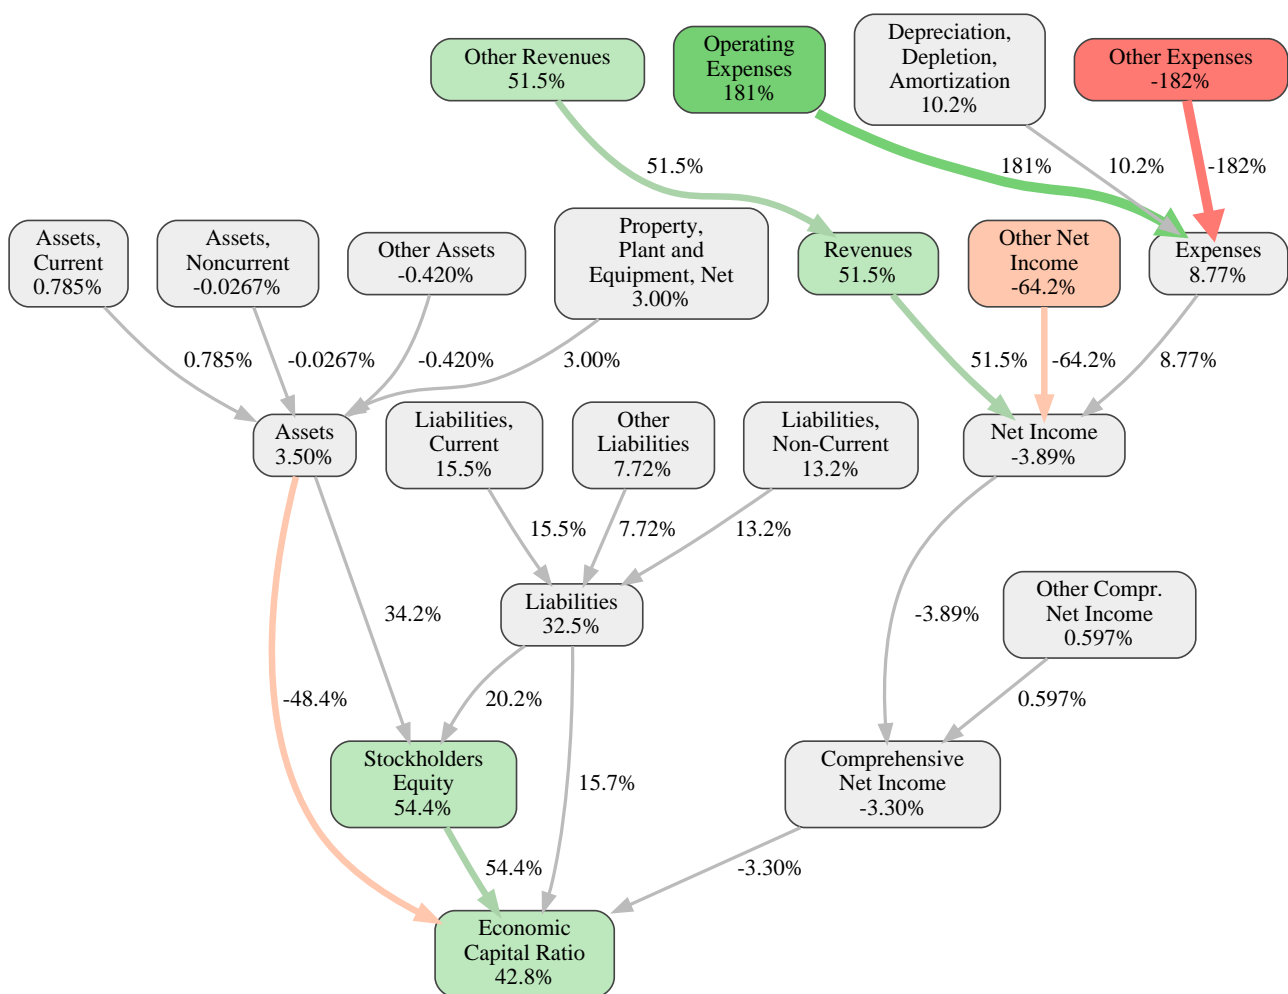 Other Revenues
51.5%
Operating
Expenses
181%
Depreciation,
Depletion,
Amortization
10.2%
Other Expenses
-182%
51.5%
181%
10.2%
-182%
Assets,
Current
0.785%
Assets,
Noncurrent
-0.0267%
Other Assets
-0.420%
Property,
Plant and
Equipment, Net
3.00%
Revenues
51.5%
Other Net
Income
-64.2%
Expenses
8.77%
0.785%
-0.0267%
-0.420%
3.00%
51.5%
-64.2%
8.77%
Assets
3.50%
Liabilities,
Current
15.5%
Other
Liabilities
7.72%
Liabilities,
Non-Current
13.2%
Net Income
-3.89%
15.5%
7.72%
13.2%
Liabilities
32.5%
34.2%
-3.89%
Other Compr.
Net Income
0.597%
-48.4%
20.2%
0.597%
Stockholders
Equity
54.4%
15.7%
Comprehensive
Net Income
-3.30%
54.4%
-3.30%
Economic
Capital Ratio
42.8%